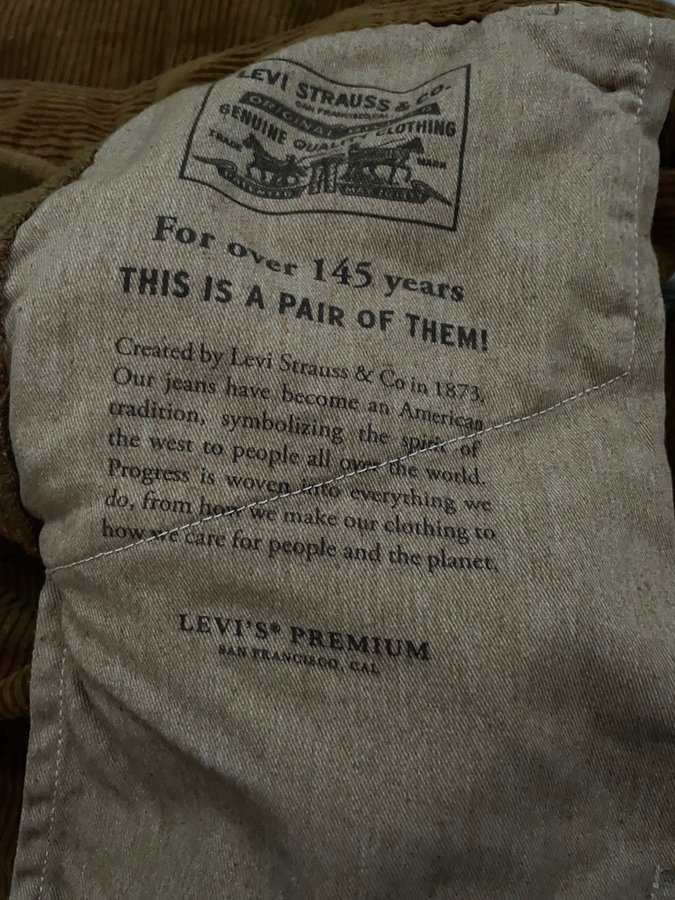 LEVI STRAUSS & CO.
SAN FRANCISCO, CAL.
ORIGINAL
GENUINE QUALITY CLOTHING
TRADE MARK
For over 145 years
THIS IS A PAIR OF THEM!
Created by Levi Strauss & Co in 1873.
Our jeans have become an American
tradition, symbolizing the spirit of
the west to people all over the world.
Progress is woven into everything we
do, from how we make our clothing to
how we care for people and the planet.
LEVI'S® PREMIUM
SAN FRANCISCO, CAL